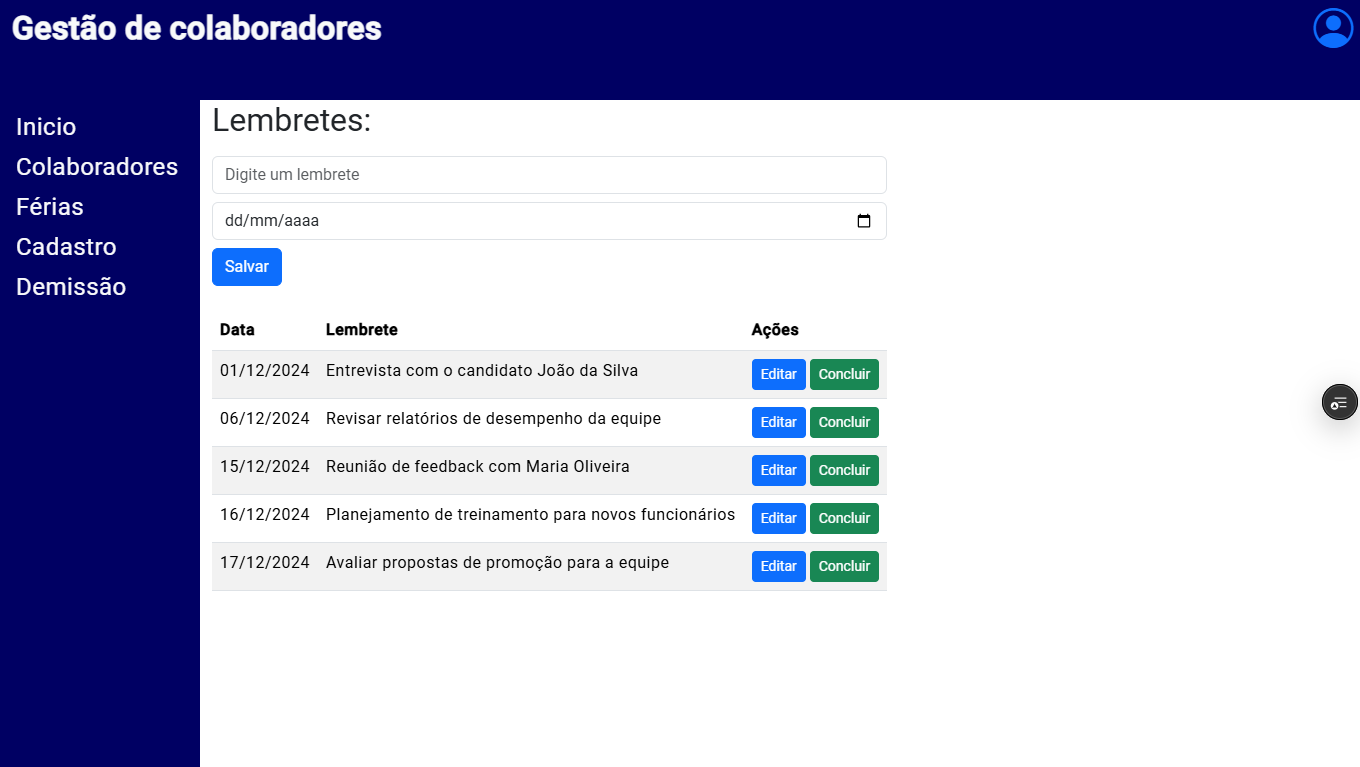 Gestão de colaboradores
Inicio
Colaboradores
Férias
Cadastro
Demissão
Lembretes:
Digite um lembrete
dd/mm/aaaa
Salvar
Data Lembrete Ações
01/12/2024 Entrevista com o candidato João da Silva Editar Concluir
06/12/2024 Revisar relatórios de desempenho da equipe Editar Concluir
15/12/2024 Reunião de feedback com Maria Oliveira Editar Concluir
16/12/2024 Planejamento de treinamento para novos funcionários Editar Concluir
17/12/2024 Avaliar propostas de promoção para a equipe Editar Concluir